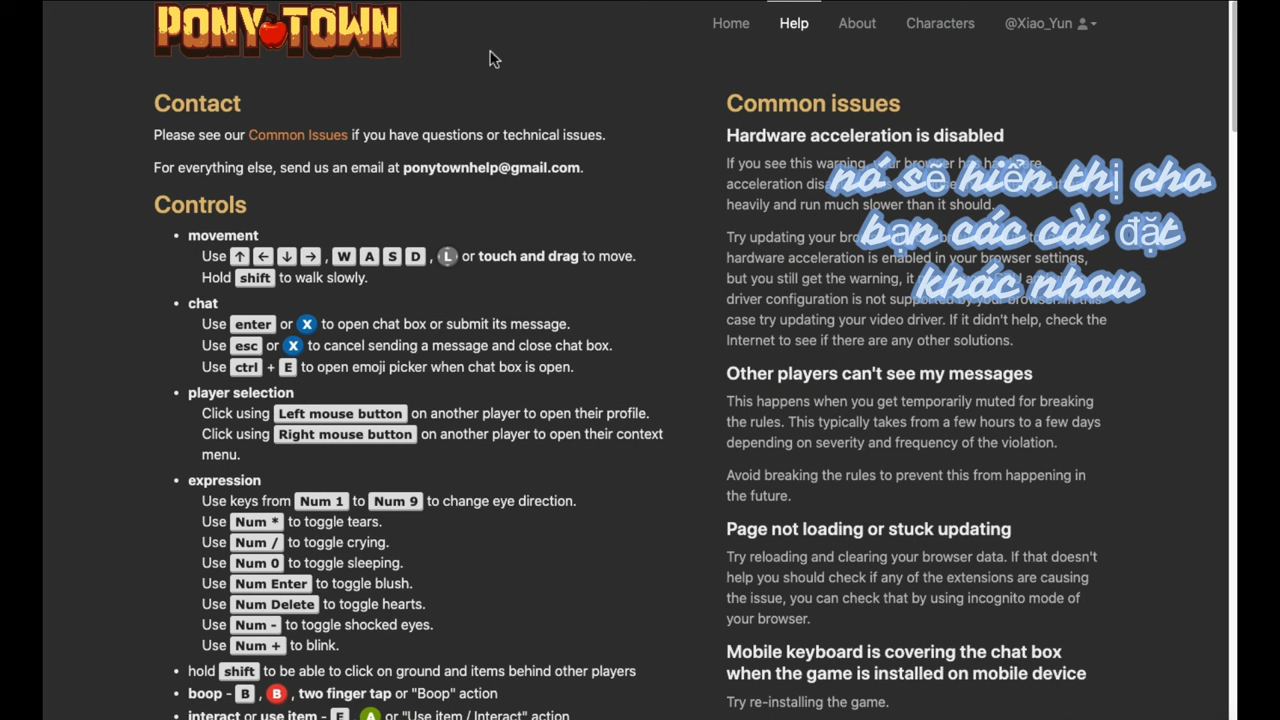 PONY TOWN
Home
Help
About
Characters
@Xiao_Yun
Contact
Please see our Common Issues if you have questions or technical issues.
For everything else, send us an email at ponytownhelp@gmail.com.
Controls
• movement
Use ↑ ← ↓ → , W A S D , L or touch and drag to move.
Hold shift to walk slowly.
• chat
Use enter or X to open chat box or submit its message.
Use esc or X to cancel sending a message and close chat box.
Use ctrl + E to open emoji picker when chat box is open.
• player selection
Click using Left mouse button on another player to open their profile.
Click using Right mouse button on another player to open their context
menu.
• expression
Use keys from Num 1 to Num 9 to change eye direction.
Use Num * to toggle tears.
Use Num / to toggle crying.
Use Num 0 to toggle sleeping.
Use Num Enter to toggle blush.
Use Num Delete to toggle hearts.
Use Num - to toggle shocked eyes.
Use Num + to blink.
• hold shift to be able to click on ground and items behind other players
• boop - B , B , two finger tap or "Boop" action
• interact or use item - E , A or "Use item / Interact" action
Common issues
Hardware acceleration is disabled
If you see this warning, your browser has hardware
acceleration
heavily and run much slower than it should.
Try updating your
hardware acceleration is enabled in your browser settings,
but you still get the warning, it
driver configuration is not supported by your browser. In this
case try updating your video driver. If it didn't help, check the
Internet to see if there are any other solutions.
nó sẽ hiển thị cho
bạn các cài đặt
khác nhau
Other players can't see my messages
This happens when you get temporarily muted for breaking
the rules. This typically takes from a few hours to a few days
depending on severity and frequency of the violation.
Avoid breaking the rules to prevent this from happening in
the future.
Page not loading or stuck updating
Try reloading and clearing your browser data. If that doesn't
help you should check if any of the extensions are causing
the issue, you can check that by using incognito mode of
your browser.
Mobile keyboard is covering the chat box
when the game is installed on mobile device
Try re-installing the game.